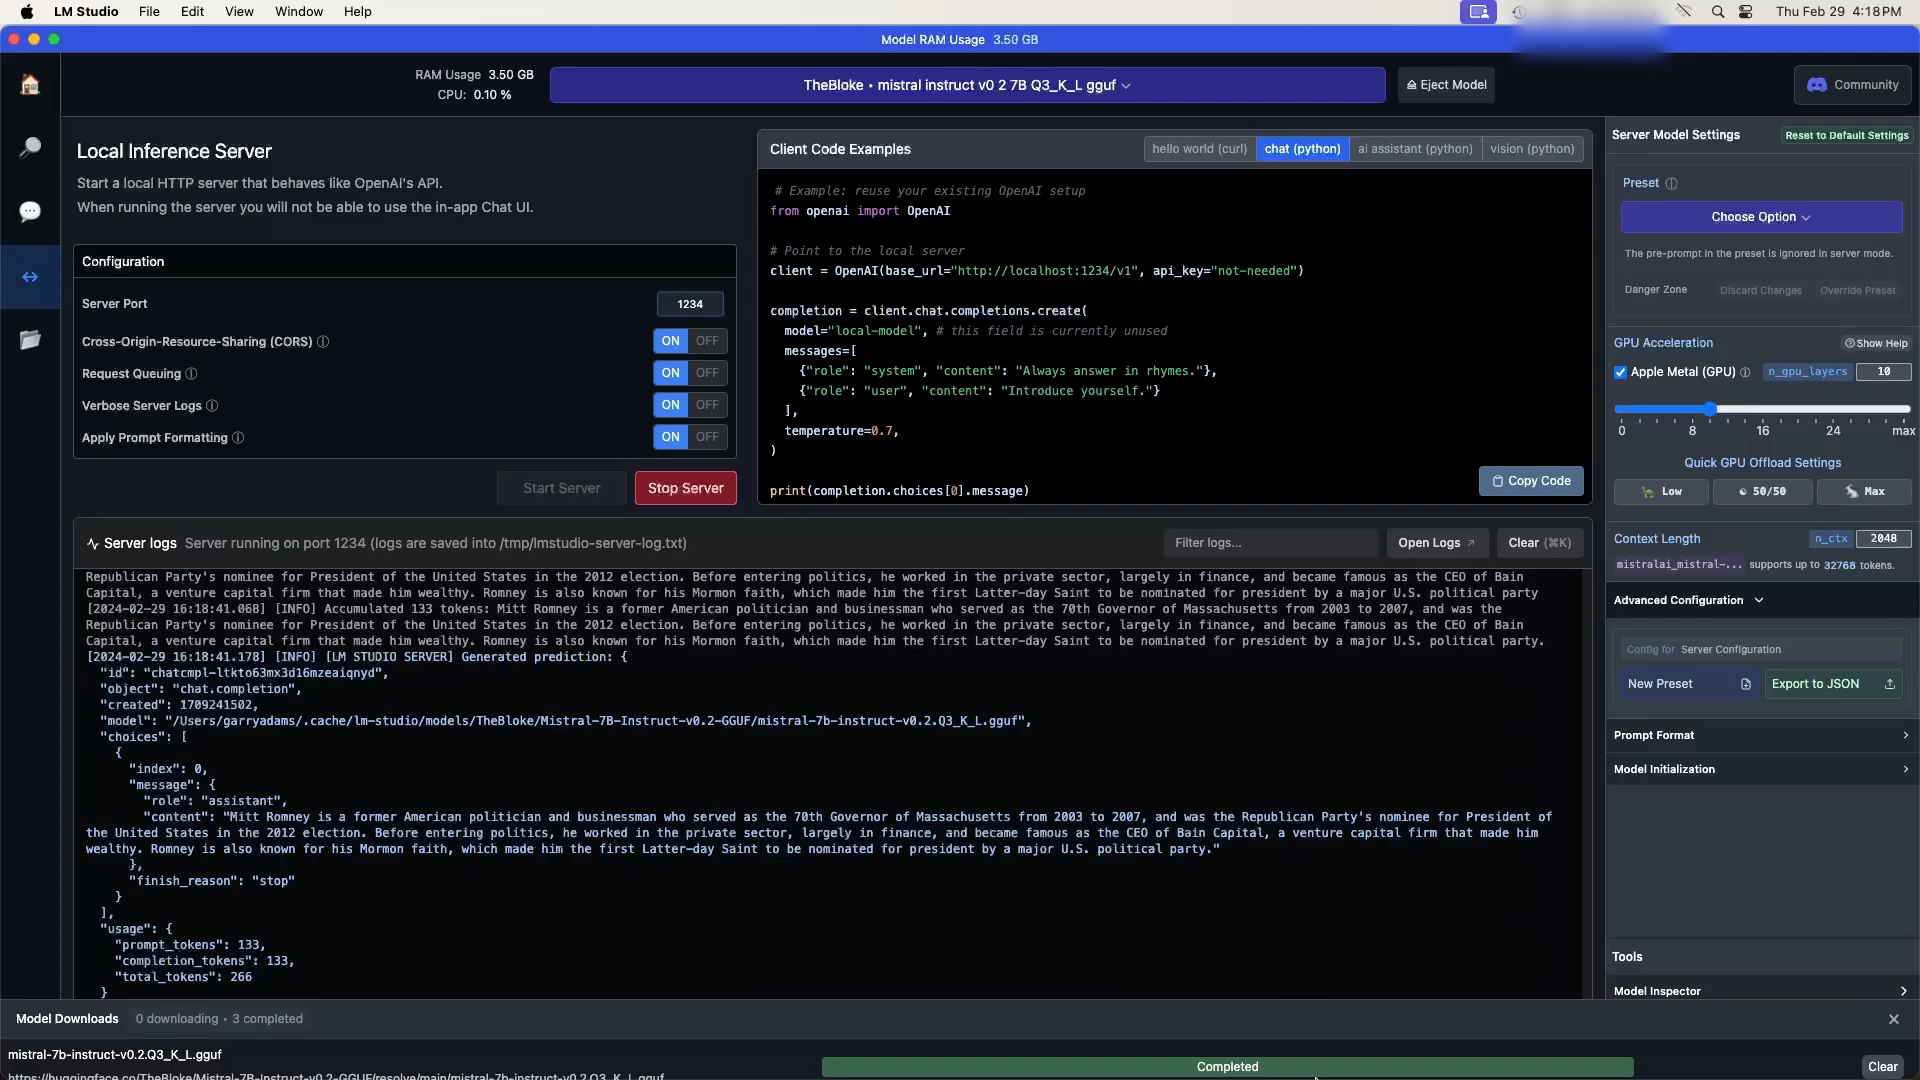 LM Studio File Edit View Window Help Thu Feb 29 4:18 PM
Model RAM Usage 3.50 GB
RAM Usage 3.50 GB
CPU: 0.10 %
TheBloke • mistral instruct v0 2 7B Q3_K_L gguf
Eject Model
Community
Local Inference Server
Start a local HTTP server that behaves like OpenAi's API.
When running the server you will not be able to use the in-app Chat UI.
Configuration
Server Port 1234
Cross-Origin-Resource-Sharing (CORS) ON OFF
Request Queuing ON OFF
Verbose Server Logs ON OFF
Apply Prompt Formatting ON OFF
Start Server Stop Server
Client Code Examples hello world (curl) chat (python) ai assistant (python) vision (python)
# Example: reuse your existing OpenAI setup
from openai import OpenAI
# Point to the local server
client = OpenAI(base_url="http://localhost:1234/v1", api_key="not-needed")
completion = client.chat.completions.create(
model="local-model", # this field is currently unused
messages=[
{"role": "system", "content": "Always answer in rhymes."},
{"role": "user", "content": "Introduce yourself."}
],
temperature=0.7,
)
print(completion.choices[0].message)
Copy Code
Server logs Server running on port 1234 (logs are saved into /tmp/lmstudio-server-log.txt)
Filter logs... Open Logs Clear (⌘K)
Republican Party's nominee for President of the United States in the 2012 election. Before entering politics, he worked in the private sector, largely in finance, and became famous as the CEO of Bain
Capital, a venture capital firm that made him wealthy. Romney is also known for his Mormon faith, which made him the first Latter-day Saint to be nominated for president by a major U.S. political party
[2024-02-29 16:18:41.068] [INFO] Accumulated 133 tokens: Mitt Romney is a former American politician and businessman who served as the 70th Governor of Massachusetts from 2003 to 2007, and was the
Republican Party's nominee for President of the United States in the 2012 election. Before entering politics, he worked in the private sector, largely in finance, and became famous as the CEO of Bain
Capital, a venture capital firm that made him wealthy. Romney is also known for his Mormon faith, which made him the first Latter-day Saint to be nominated for president by a major U.S. political party.
[2024-02-29 16:18:41.178] [INFO] [LM STUDIO SERVER] Generated prediction: {
"id": "chatcmpl-ltkto63mx3d16mzeaiqnyd",
"object": "chat.completion",
"created": 1709241502,
"model": "/Users/garryadams/.cache/lm-studio/models/TheBloke/Mistral-7B-Instruct-v0.2-GGUF/mistral-7b-instruct-v0.2.Q3_K_L.gguf",
"choices": [
{
"index": 0,
"message": {
"role": "assistant",
"content": "Mitt Romney is a former American politician and businessman who served as the 70th Governor of Massachusetts from 2003 to 2007, and was the Republican Party's nominee for President of
the United States in the 2012 election. Before entering politics, he worked in the private sector, largely in finance, and became famous as the CEO of Bain Capital, a venture capital firm that made him
wealthy. Romney is also known for his Mormon faith, which made him the first Latter-day Saint to be nominated for president by a major U.S. political party."
},
"finish_reason": "stop"
}
],
"usage": {
"prompt_tokens": 133,
"completion_tokens": 133,
"total_tokens": 266
}
Server Model Settings Reset to Default Settings
Preset
Choose Option
The pre-prompt in the preset is ignored in server mode.
Danger Zone Discard Changes Override Preset
GPU Acceleration Show Help
Apple Metal (GPU) n_gpu_layers 10
0 8 16 24 max
Quick GPU Offload Settings
Low 50/50 Max
Context Length n_ctx 2048
mistralai_mistral-... supports up to 32768 tokens.
Advanced Configuration
Config for Server Configuration
New Preset Export to JSON
Prompt Format
Model Initialization
Tools
Model Inspector
Model Downloads 0 downloading • 3 completed
mistral-7b-instruct-v0.2.Q3_K_L.gguf
https://huggingface.co/TheBloke/Mistral-7B-Instruct-v0.2-GGUF/resolve/main/mistral-7b-instruct-v0.2.Q3_K_L.gguf
Completed
Clear